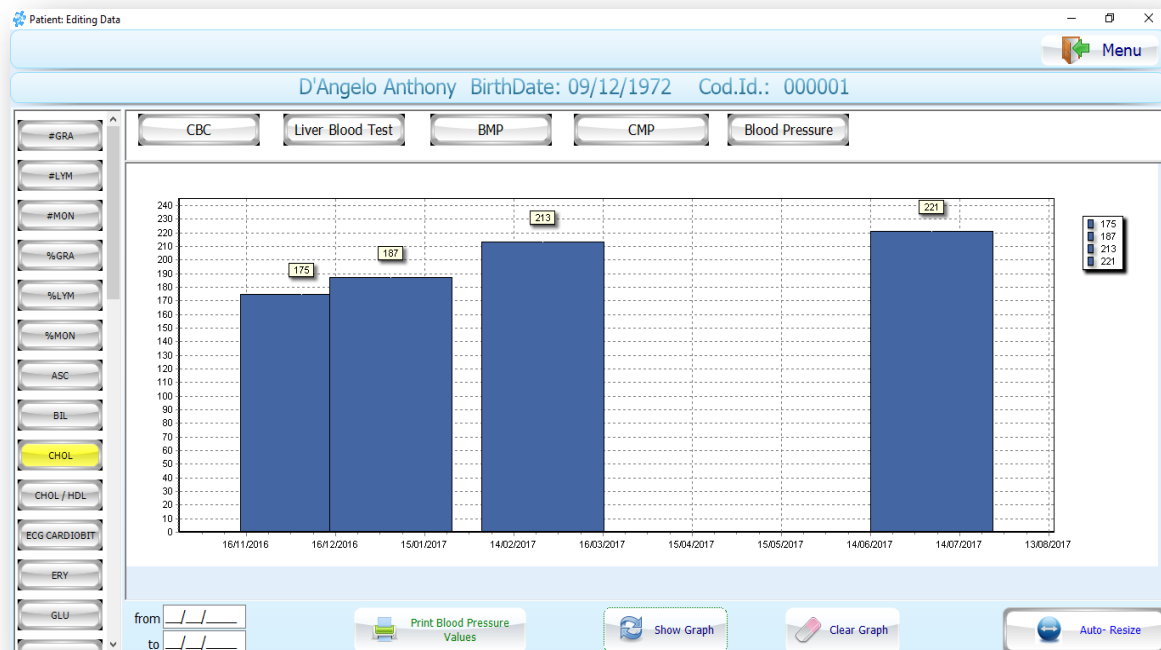 Patient: Editing Data
Menu
D'Angelo Anthony BirthDate: 09/12/1972 Cod.Id.: 000001
#GRA
#LYM
#MON
%GRA
%LYM
%MON
ASC
BIL
CHOL
CHOL / HDL
ECG CARDIOBIT
ERY
GLU
CBC
Liver Blood Test
BMP
CMP
Blood Pressure
240
230
220
210
200
190
180
170
160
150
140
130
120
110
100
90
80
70
60
50
40
30
20
10
0
175
187
213
221
16/11/2016
16/12/2016
15/01/2017
14/02/2017
16/03/2017
15/04/2017
15/05/2017
14/06/2017
14/07/2017
13/08/2017
175
187
213
221
from __/__/____
to __/__/____
Print Blood Pressure
Values
Show Graph
Clear Graph
Auto- Resize